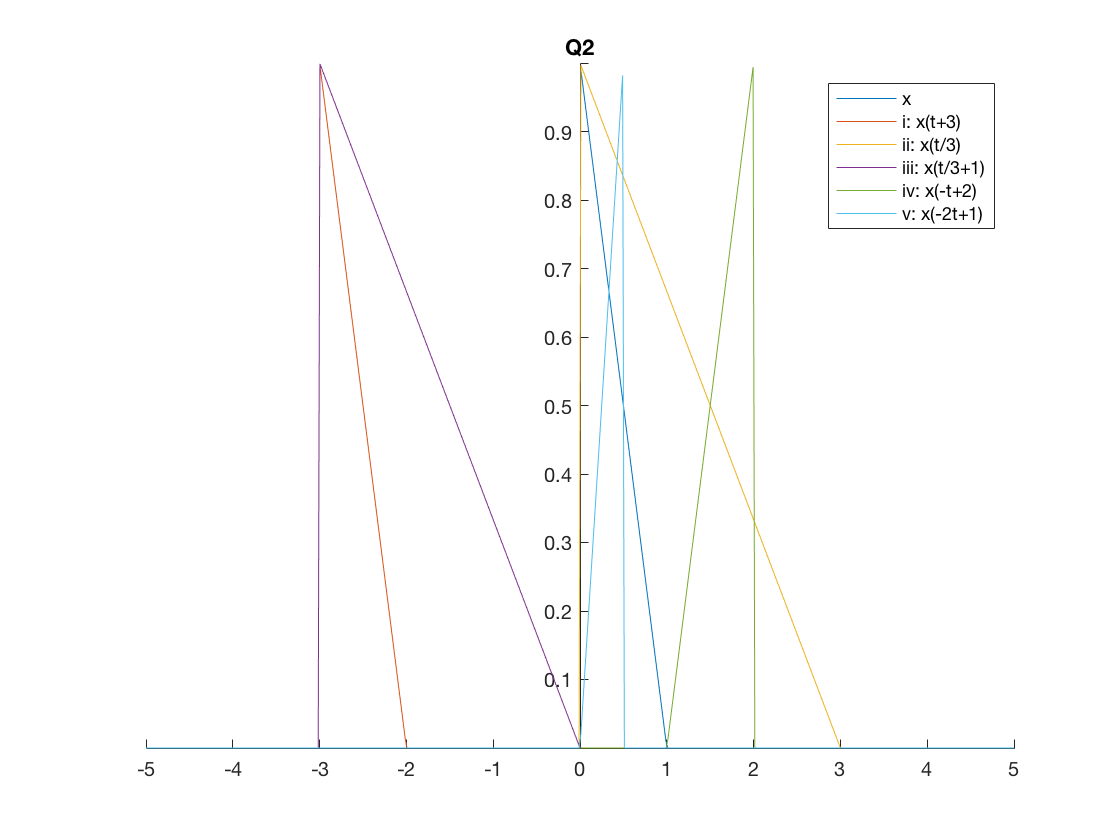 Q2
x
i: x(t+3)
ii: x(t/3)
iii: x(t/3+1)
iv: x(-t+2)
v: x(-2t+1)
0.9
0.8
0.7
0.6
0.5
0.4
0.3
0.2
0.1
-5 -4 -3 -2 -1 0 1 2 3 4 5